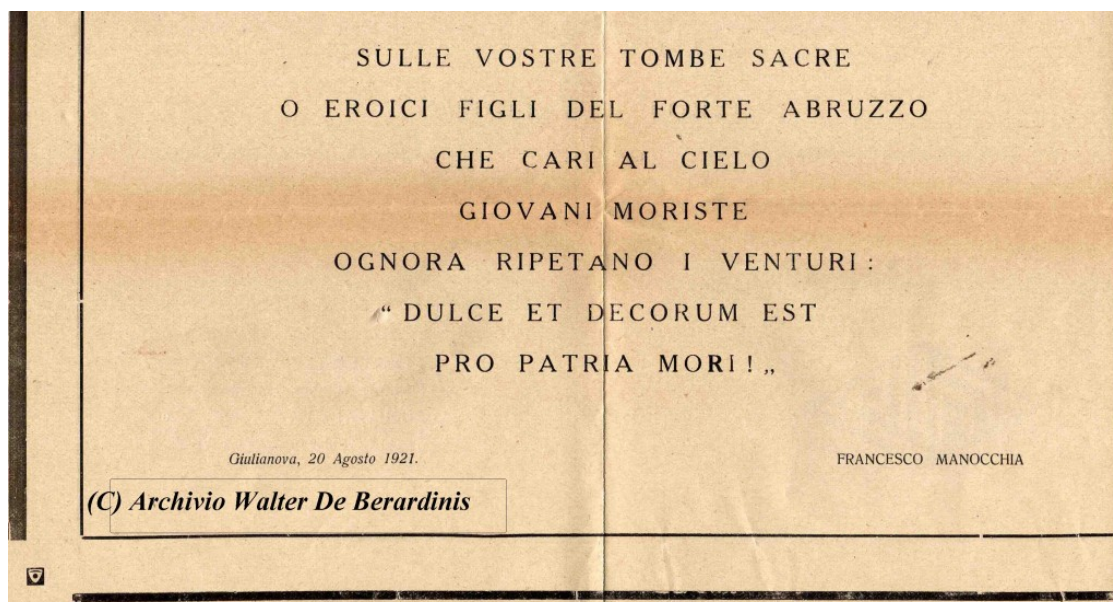 SULLE VOSTRE TOMBE SACRE
O EROICI FIGLI DEL FORTE ABRUZZO
CHE CARI AL CIELO
GIOVANI MORISTE
OGNORA RIPETANO I VENTURI :
“ DULCE ET DECORUM EST
PRO PATRIA MORI ! „
Giulianova, 20 Agosto 1921.
FRANCESCO MANOCCHIA
(C) Archivio Walter De Berardinis